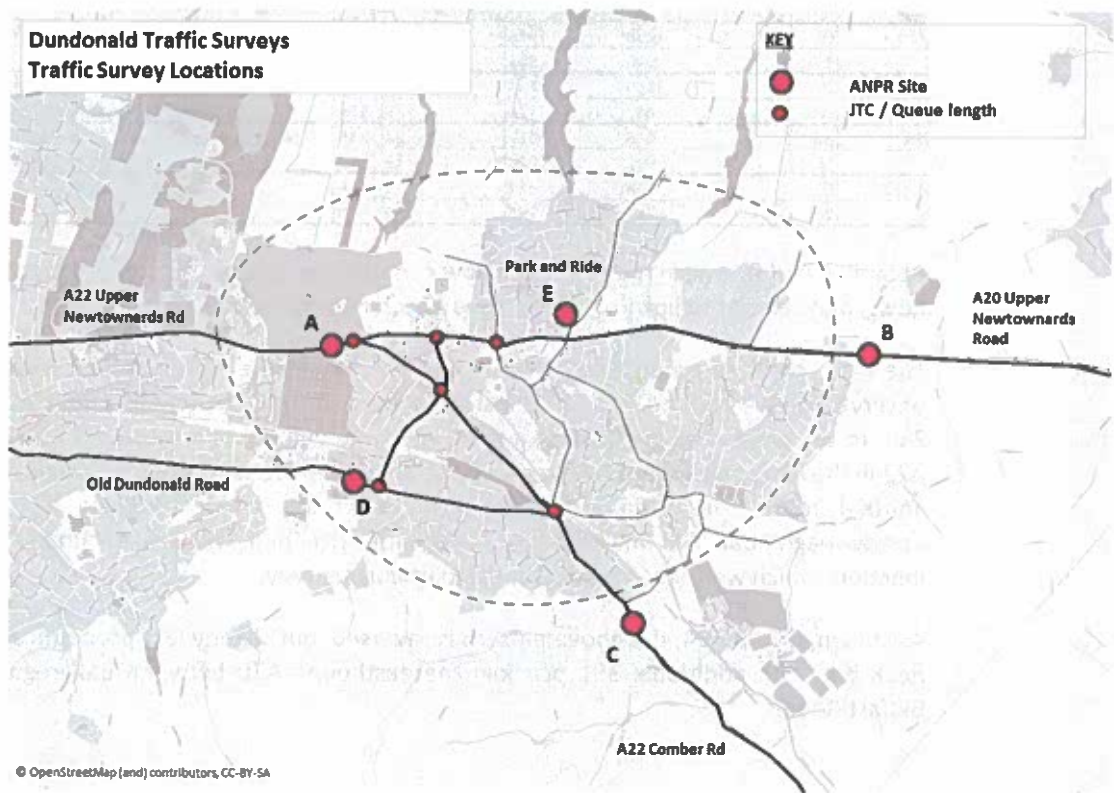 Dundonald Traffic Surveys
Traffic Survey Locations
KEY
ANPR Site
JTC / Queue length
Park and Ride
A22 Upper
Newtownards Rd
A
E
B
A20 Upper
Newtownards
Road
Old Dundonald Road
D
C
A22 Comber Rd
© OpenStreetMap (and) contributors, CC-BY-SA